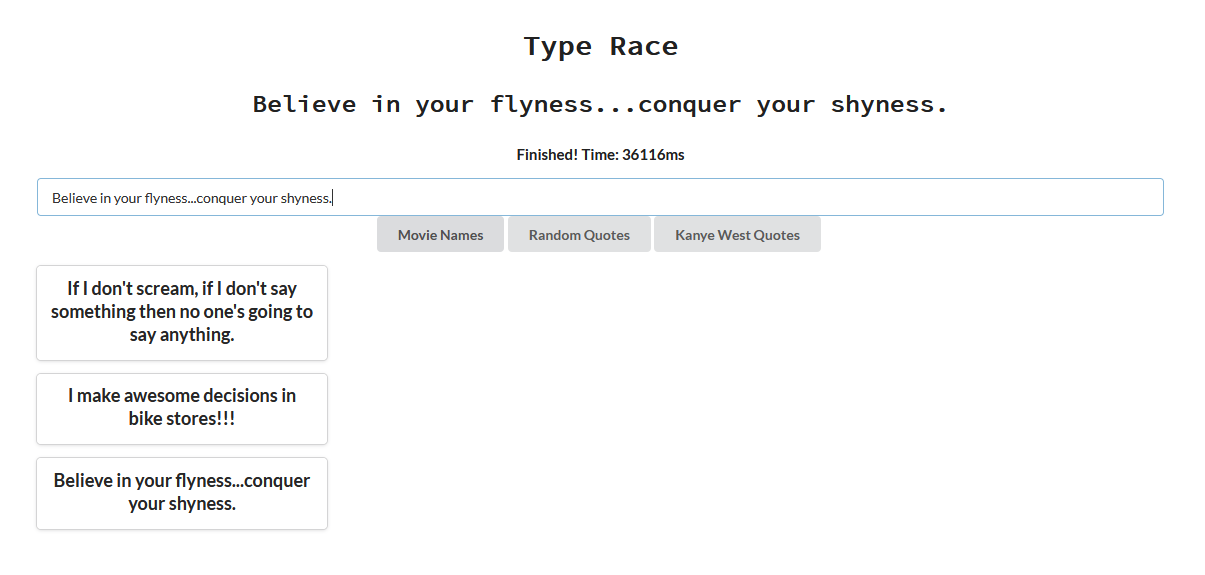 Type Race
Believe in your flyness...conquer your shyness.
Finished! Time: 36116ms
Believe in your flyness...conquer your shyness.
Movie Names Random Quotes Kanye West Quotes
If I don't scream, if I don't say
something then no one's going to
say anything.
I make awesome decisions in
bike stores!!!
Believe in your flyness...conquer
your shyness.